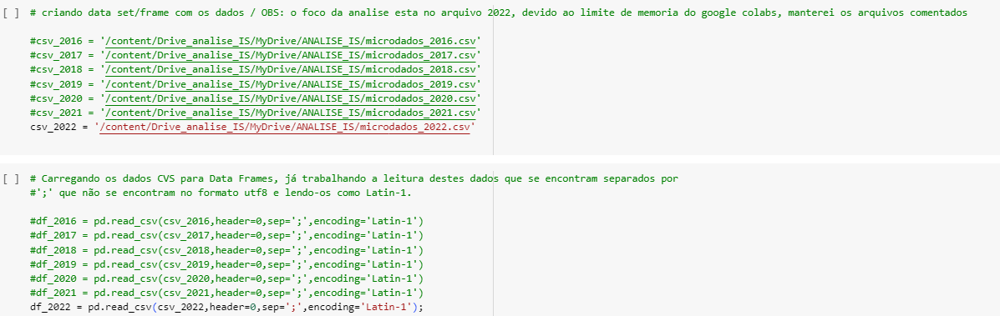 [ ] # criando data set/frame com os dados / OBS: o foco da analise esta no arquivo 2022, devido ao limite de memoria do google colabs, manterei os arquivos comentados
#csv_2016 = '/content/Drive_analise_IS/MyDrive/ANALISE_IS/microdados_2016.csv'
#csv_2017 = '/content/Drive_analise_IS/MyDrive/ANALISE_IS/microdados_2017.csv'
#csv_2018 = '/content/Drive_analise_IS/MyDrive/ANALISE_IS/microdados_2018.csv'
#csv_2019 = '/content/Drive_analise_IS/MyDrive/ANALISE_IS/microdados_2019.csv'
#csv_2020 = '/content/Drive_analise_IS/MyDrive/ANALISE_IS/microdados_2020.csv'
#csv_2021 = '/content/Drive_analise_IS/MyDrive/ANALISE_IS/microdados_2021.csv'
csv_2022 = '/content/Drive_analise_IS/MyDrive/ANALISE_IS/microdados_2022.csv'
[ ] # Carregando os dados CVS para Data Frames, já trabalhando a leitura destes dados que se encontram separados por
#';' que não se encontram no formato utf8 e lendo-os como Latin-1.
#df_2016 = pd.read_csv(csv_2016,header=0,sep=';',encoding='Latin-1')
#df_2017 = pd.read_csv(csv_2017,header=0,sep=';',encoding='Latin-1')
#df_2018 = pd.read_csv(csv_2018,header=0,sep=';',encoding='Latin-1')
#df_2019 = pd.read_csv(csv_2019,header=0,sep=';',encoding='Latin-1')
#df_2020 = pd.read_csv(csv_2020,header=0,sep=';',encoding='Latin-1')
#df_2021 = pd.read_csv(csv_2021,header=0,sep=';',encoding='Latin-1')
df_2022 = pd.read_csv(csv_2022,header=0,sep=';',encoding='Latin-1');